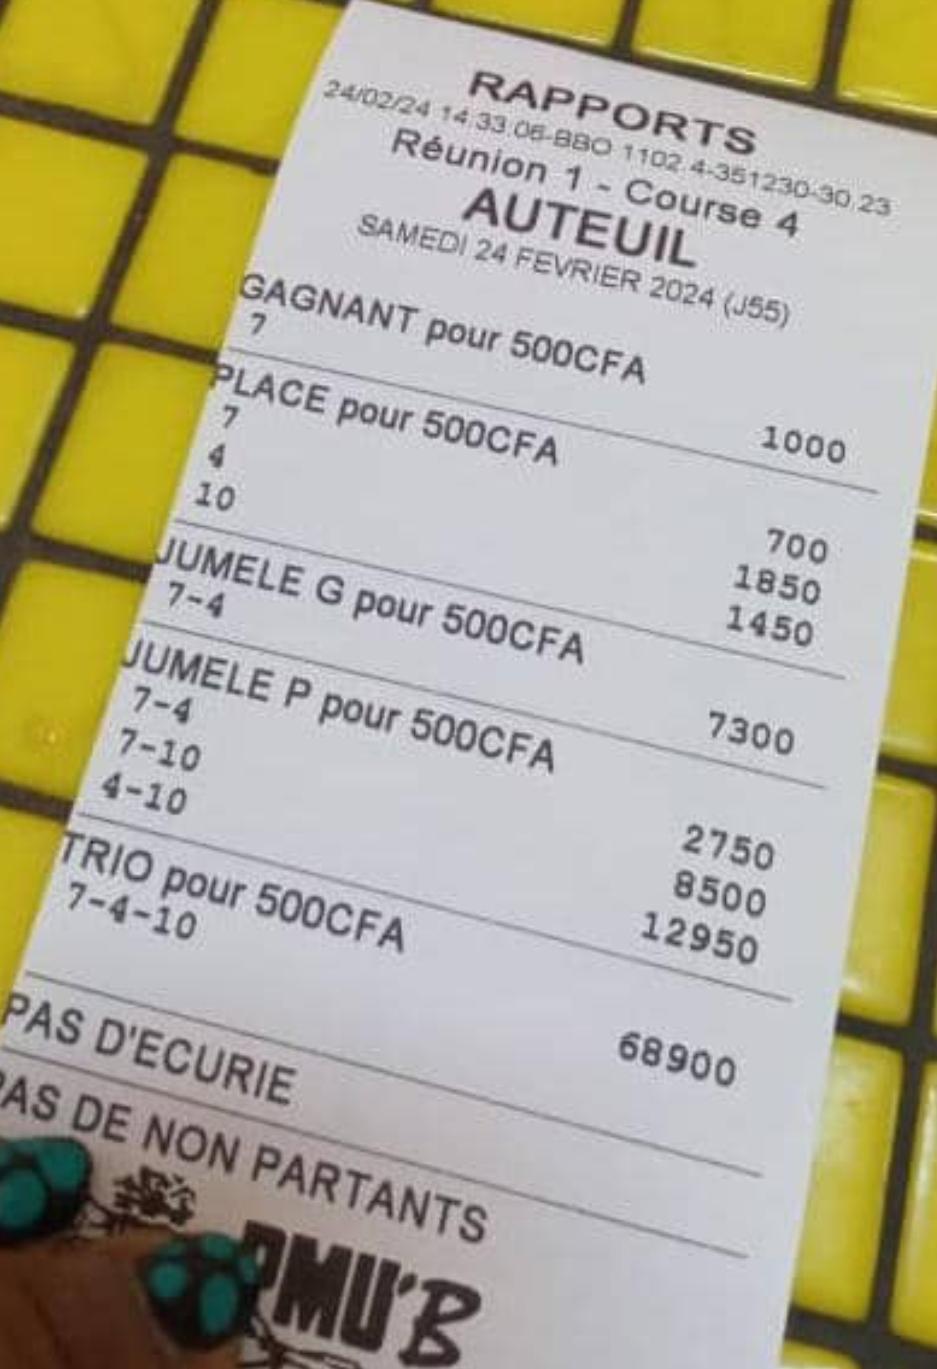 RAPPORTS
24/02/24 14:33:06-BBO 1102 4-351230-30.23
Réunion 1 - Course 4
AUTEUIL
SAMEDI 24 FEVRIER 2024 (J55)
GAGNANT pour 500CFA
7 1000
PLACE pour 500CFA
7 700
4 1850
10 1450
JUMELE G pour 500CFA
7-4 7300
JUMELE P pour 500CFA
7-4 2750
7-10 8500
4-10 12950
TRIO pour 500CFA
7-4-10 68900
PAS D'ECURIE
PAS DE NON PARTANTS
PMU'B